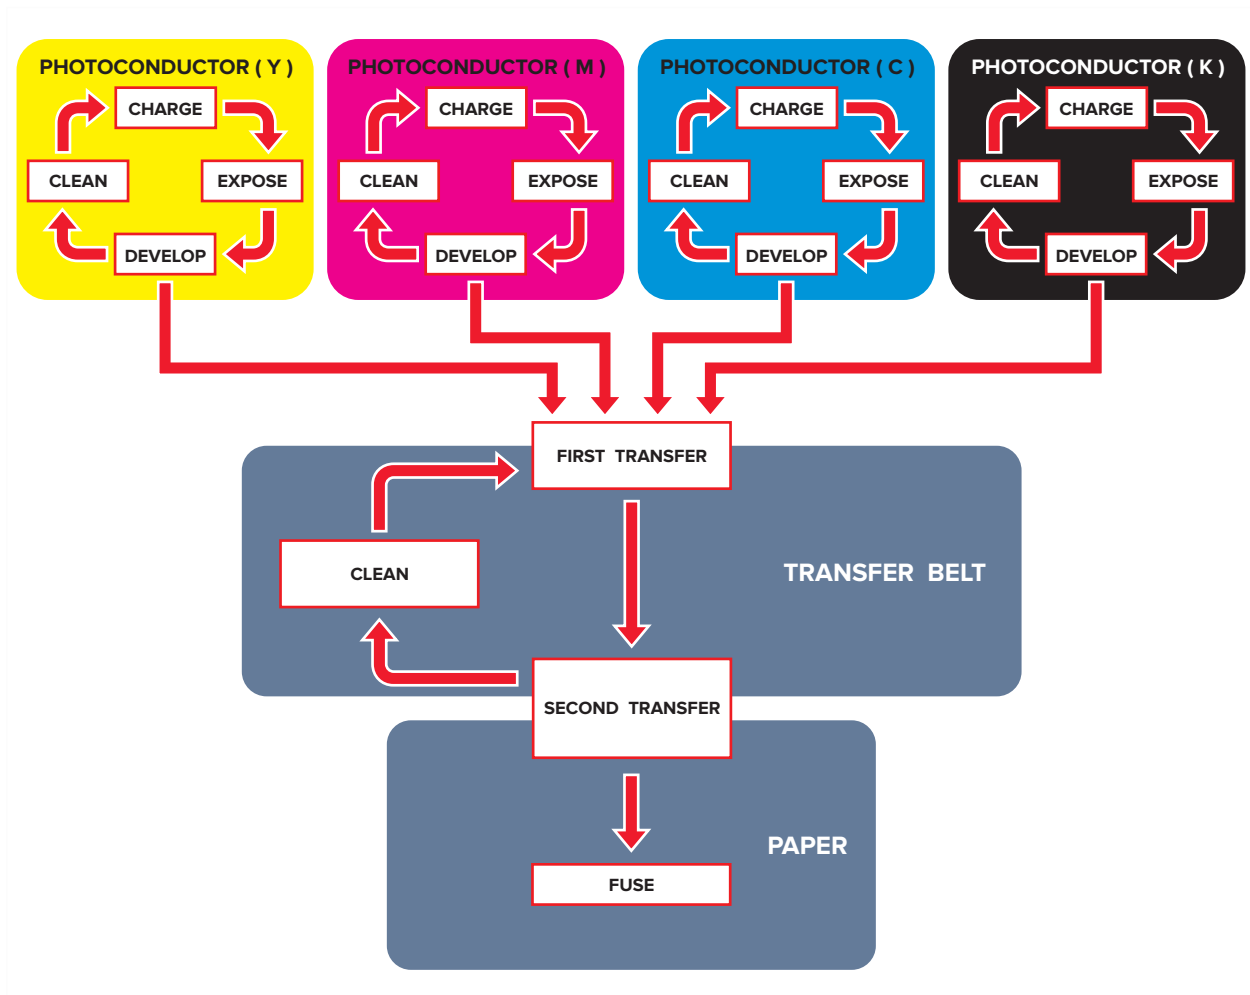 PHOTOCONDUCTOR ( Y )
CHARGE
CLEAN
EXPOSE
DEVELOP
PHOTOCONDUCTOR ( M )
CHARGE
CLEAN
EXPOSE
DEVELOP
PHOTOCONDUCTOR ( C )
CHARGE
CLEAN
EXPOSE
DEVELOP
PHOTOCONDUCTOR ( K )
CHARGE
CLEAN
EXPOSE
DEVELOP
FIRST TRANSFER
CLEAN
TRANSFER BELT
SECOND TRANSFER
PAPER
FUSE